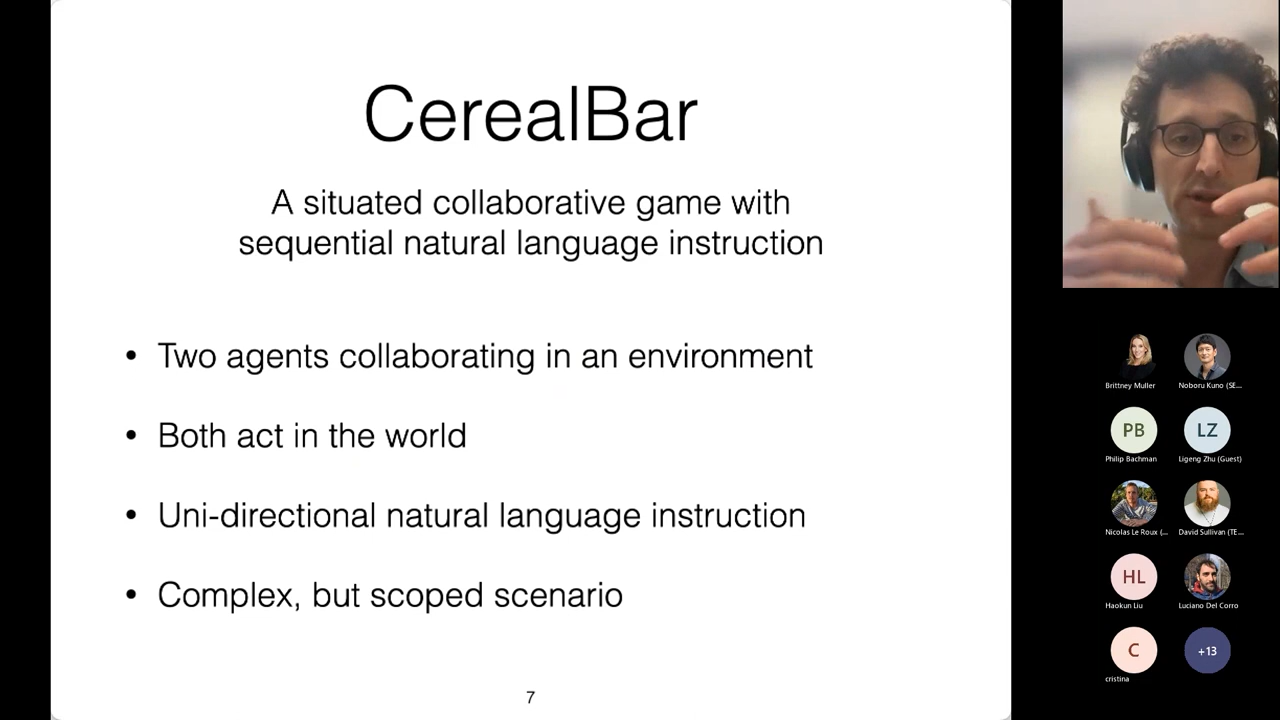 CerealBar
A situated collaborative game with
sequential natural language instruction
• Two agents collaborating in an environment
• Both act in the world
• Uni-directional natural language instruction
• Complex, but scoped scenario
7
Brittney Muller
Noboru Kuno (SE...
PB
LZ
Philip Bachman
Ligeng Zhu (Guest)
Nicolas Le Roux (...
David Sullivan (TE...
HL
Haokun Liu
Luciano Del Corro
C
+13
cristina